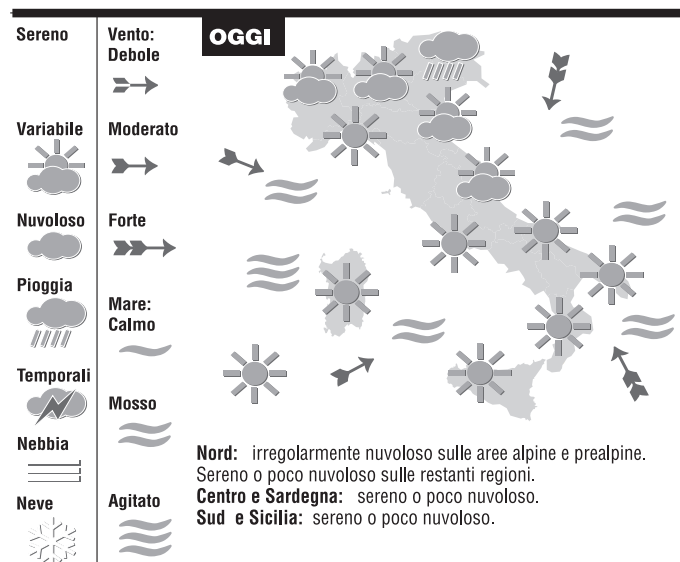 Sereno
Variabile
Nuvoloso
Pioggia
Temporali
Nebbia
Neve
Vento:
Debole
Moderato
Forte
Mare:
Calmo
Mosso
Agitato
OGGI
Nord: irregolarmente nuvoloso sulle aree alpine e prealpine.
Sereno o poco nuvoloso sulle restanti regioni.
Centro e Sardegna: sereno o poco nuvoloso.
Sud e Sicilia: sereno o poco nuvoloso.